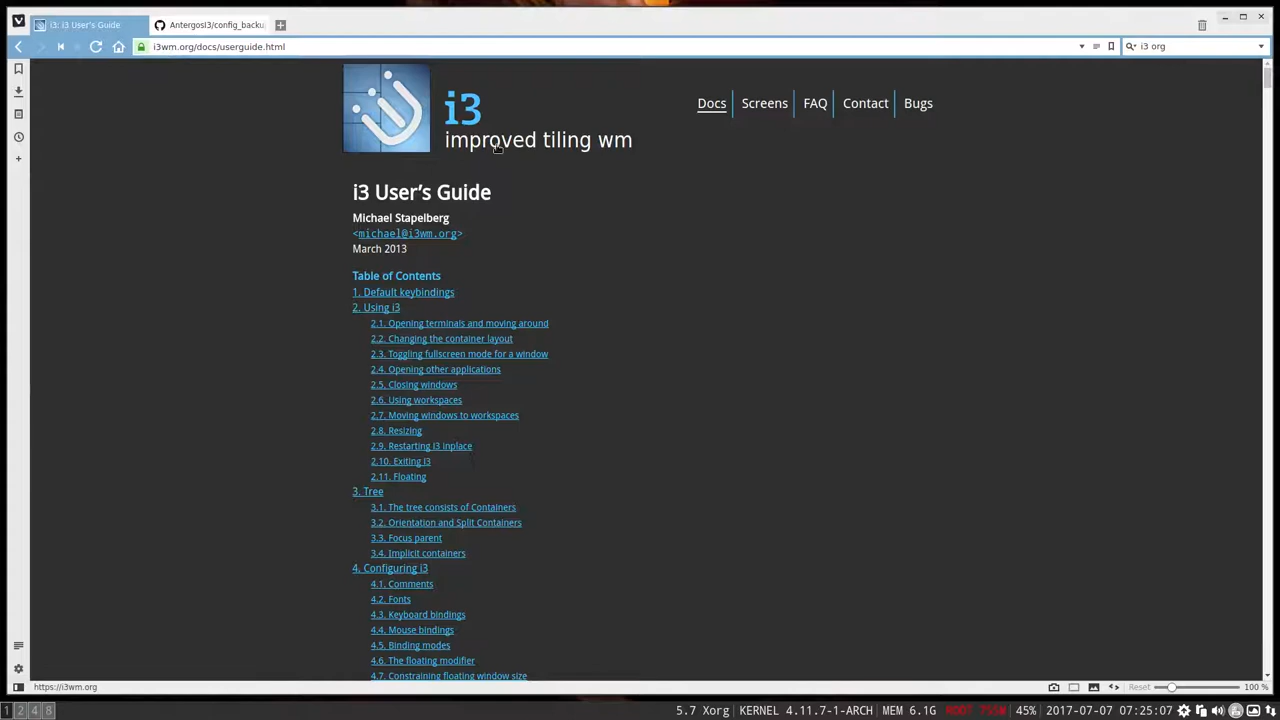 i3: i3 User's Guide
AntergosI3/config_backu
i3wm.org/docs/userguide.html
i3 org
i3
improved tiling wm
Docs
Screens
FAQ
Contact
Bugs
i3 User’s Guide
Michael Stapelberg
<michael@i3wm.org>
March 2013
Table of Contents
1. Default keybindings
2. Using i3
2.1. Opening terminals and moving around
2.2. Changing the container layout
2.3. Toggling fullscreen mode for a window
2.4. Opening other applications
2.5. Closing windows
2.6. Using workspaces
2.7. Moving windows to workspaces
2.8. Resizing
2.9. Restarting i3 inplace
2.10. Exiting i3
2.11. Floating
3. Tree
3.1. The tree consists of Containers
3.2. Orientation and Split Containers
3.3. Focus parent
3.4. Implicit containers
4. Configuring i3
4.1. Comments
4.2. Fonts
4.3. Keyboard bindings
4.4. Mouse bindings
4.5. Binding modes
4.6. The floating modifier
4.7. Constraining floating window size
https://i3wm.org
Reset
100 %
1 2 4 8
5.7 Xorg
KERNEL 4.11.7-1-ARCH
MEM 6.1G
45%
2017-07-07 07:25:07